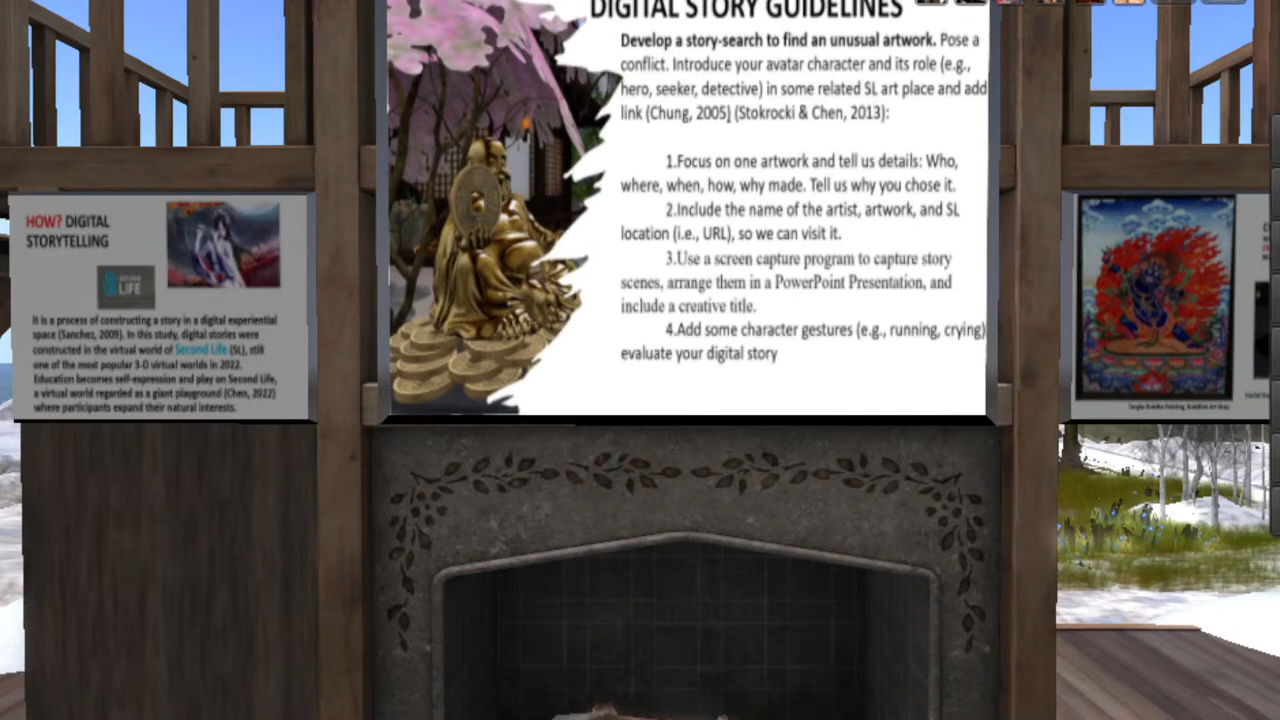 DIGITAL STORY GUIDELINES
Develop a story-search to find an unusual artwork. Pose a
conflict. Introduce your avatar character and its role (e.g.,
hero, seeker, detective) in some related SL art place and add
link (Chung, 2005] (Stokrocki & Chen, 2013):
1.Focus on one artwork and tell us details: Who,
where, when, how, why made. Tell us why you chose it.
2.Include the name of the artist, artwork, and SL
location (i.e., URL), so we can visit it.
3.Use a screen capture program to capture story
scenes, arrange them in a PowerPoint Presentation, and
include a creative title.
4.Add some character gestures (e.g., running, crying)
evaluate your digital story
HOW? DIGITAL
STORYTELLING
SECOND
LIFE
It is a process of constructing a story in a digital experiential
space (Sanchez, 2009). In this study, digital stories were
constructed in the virtual world of Second Life (SL), still
one of the most popular 3-D virtual worlds in 2022.
Education becomes self-expression and play on Second Life,
a virtual world regarded as a giant playground (Chen, 2022)
where participants expand their natural interests.